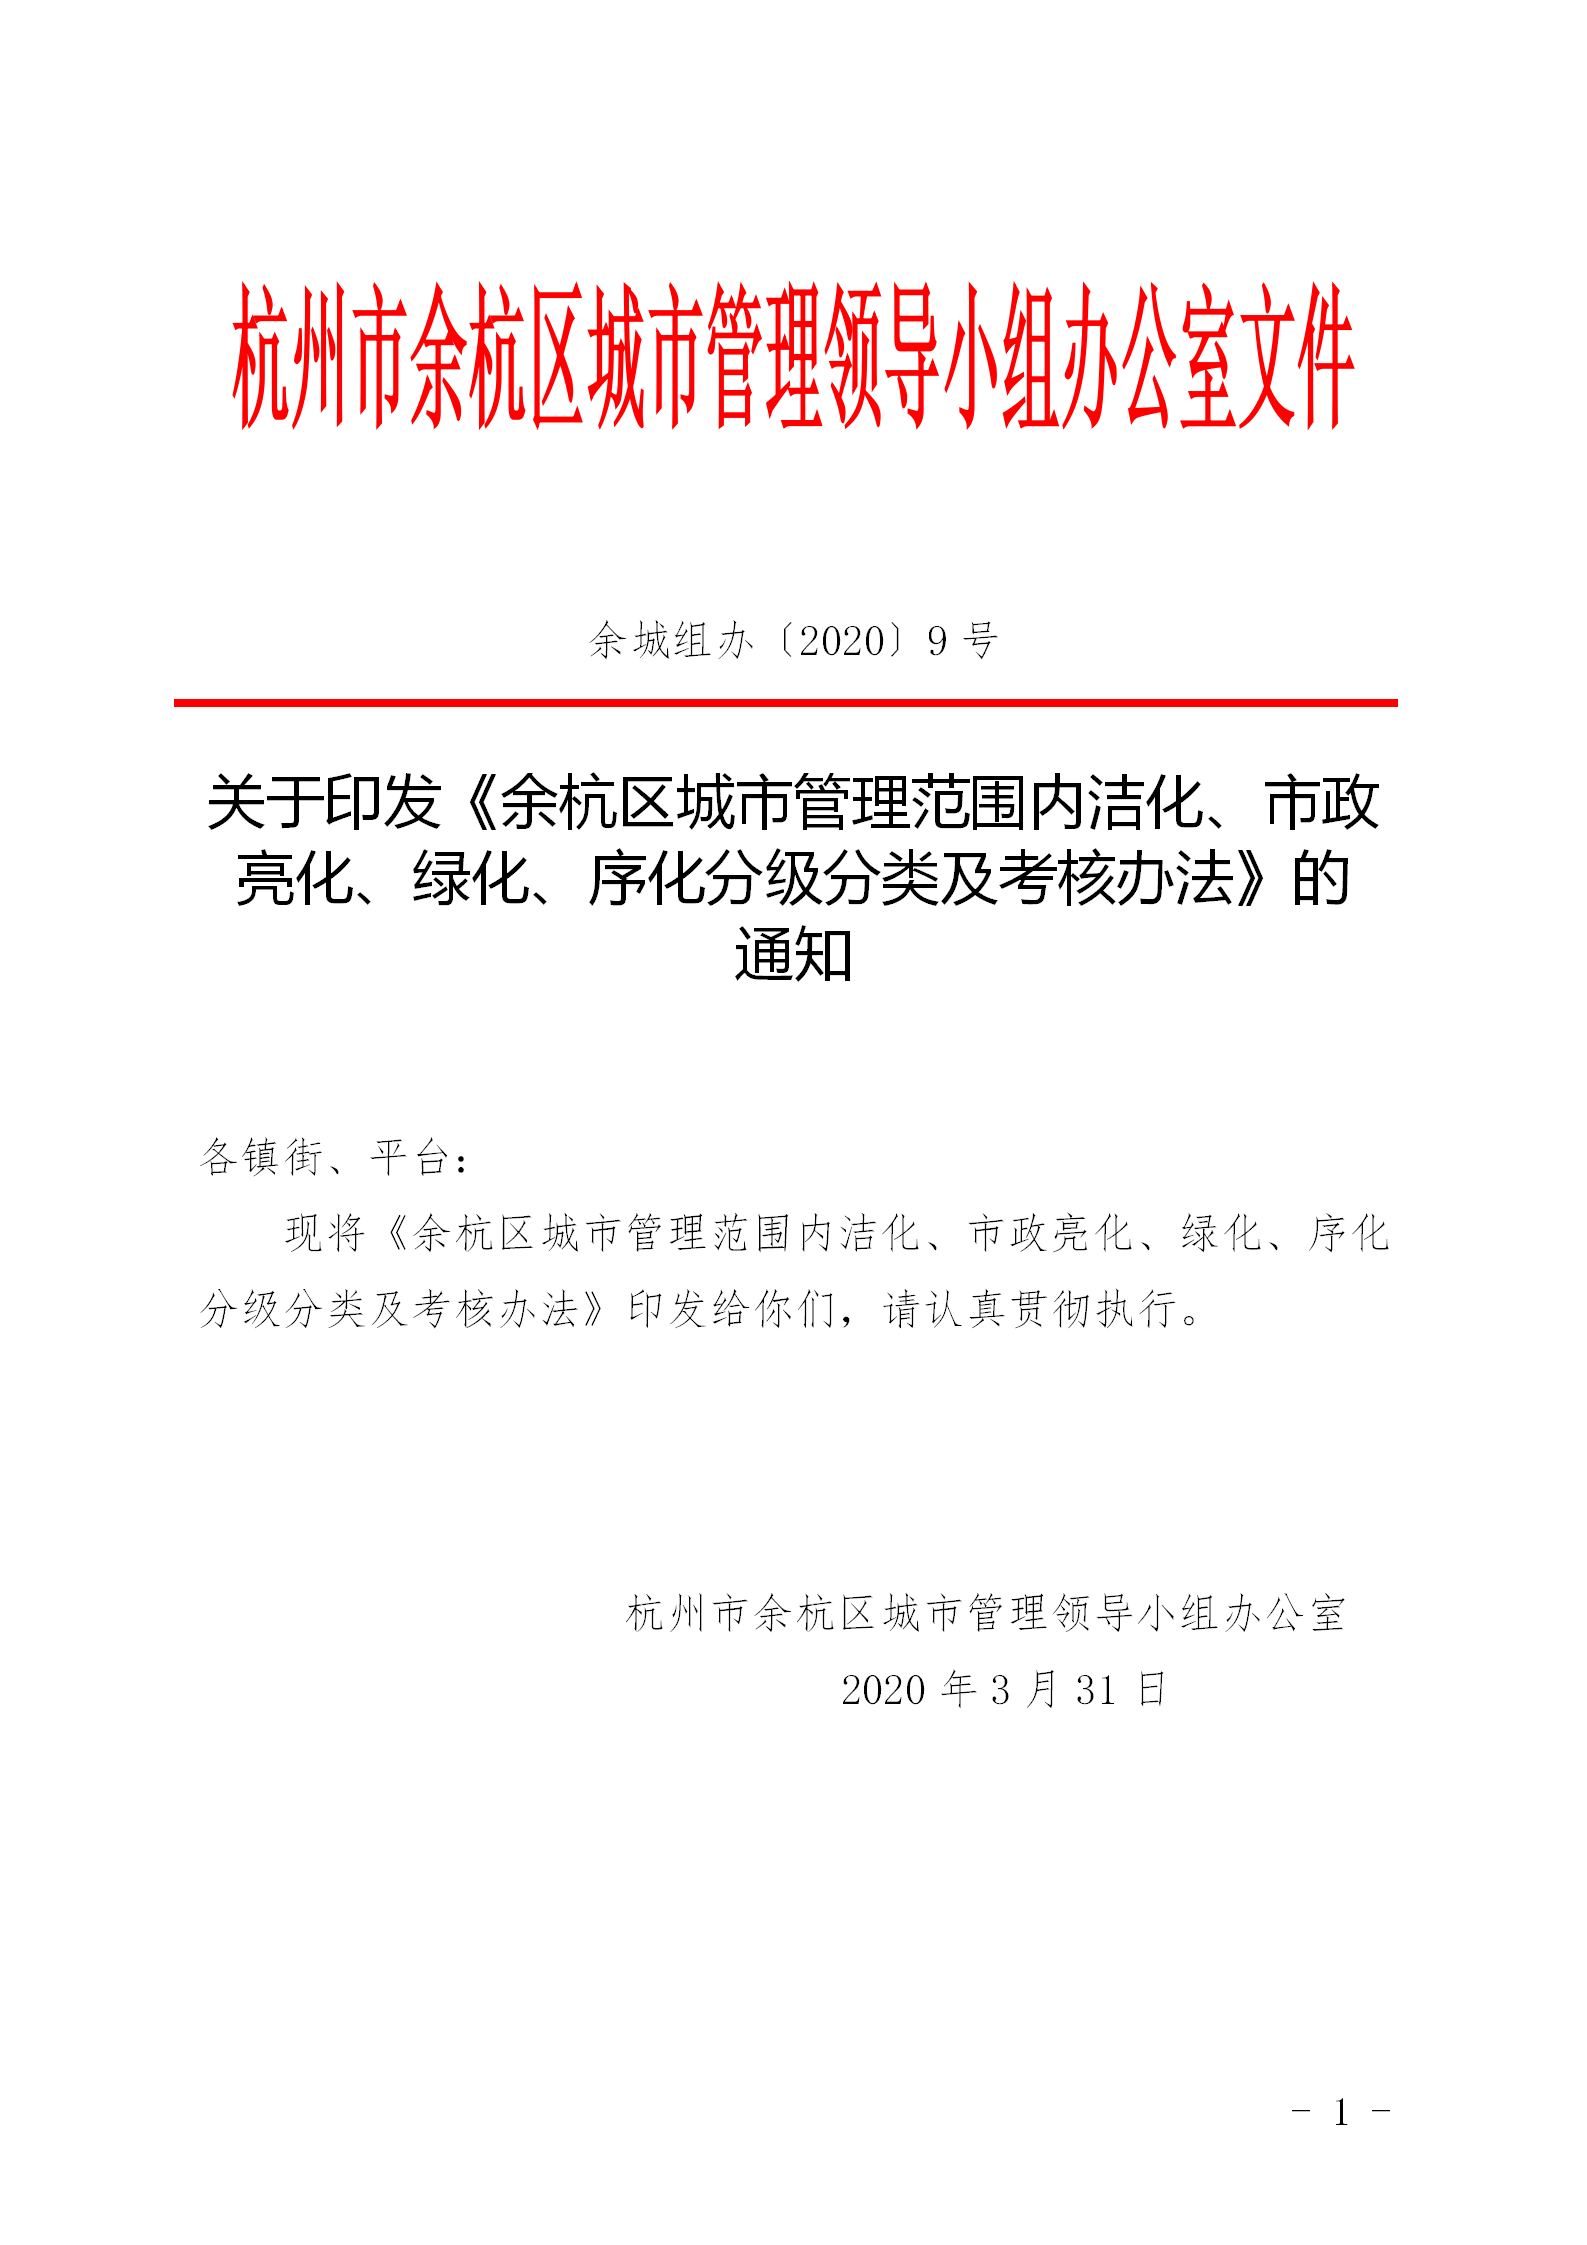 杭州市余杭区城市管理领导小组办公室文件
余城组办〔2020〕9 号
关于印发《余杭区城市管理范围内洁化、市政
亮化、绿化、序化分级分类及考核办法》的
通知
各镇街、平台：
现将《余杭区城市管理范围内洁化、市政亮化、绿化、序化
分级分类及考核办法》印发给你们，请认真贯彻执行。
杭州市余杭区城市管理领导小组办公室
2020 年 3 月 31 日
- 1 -